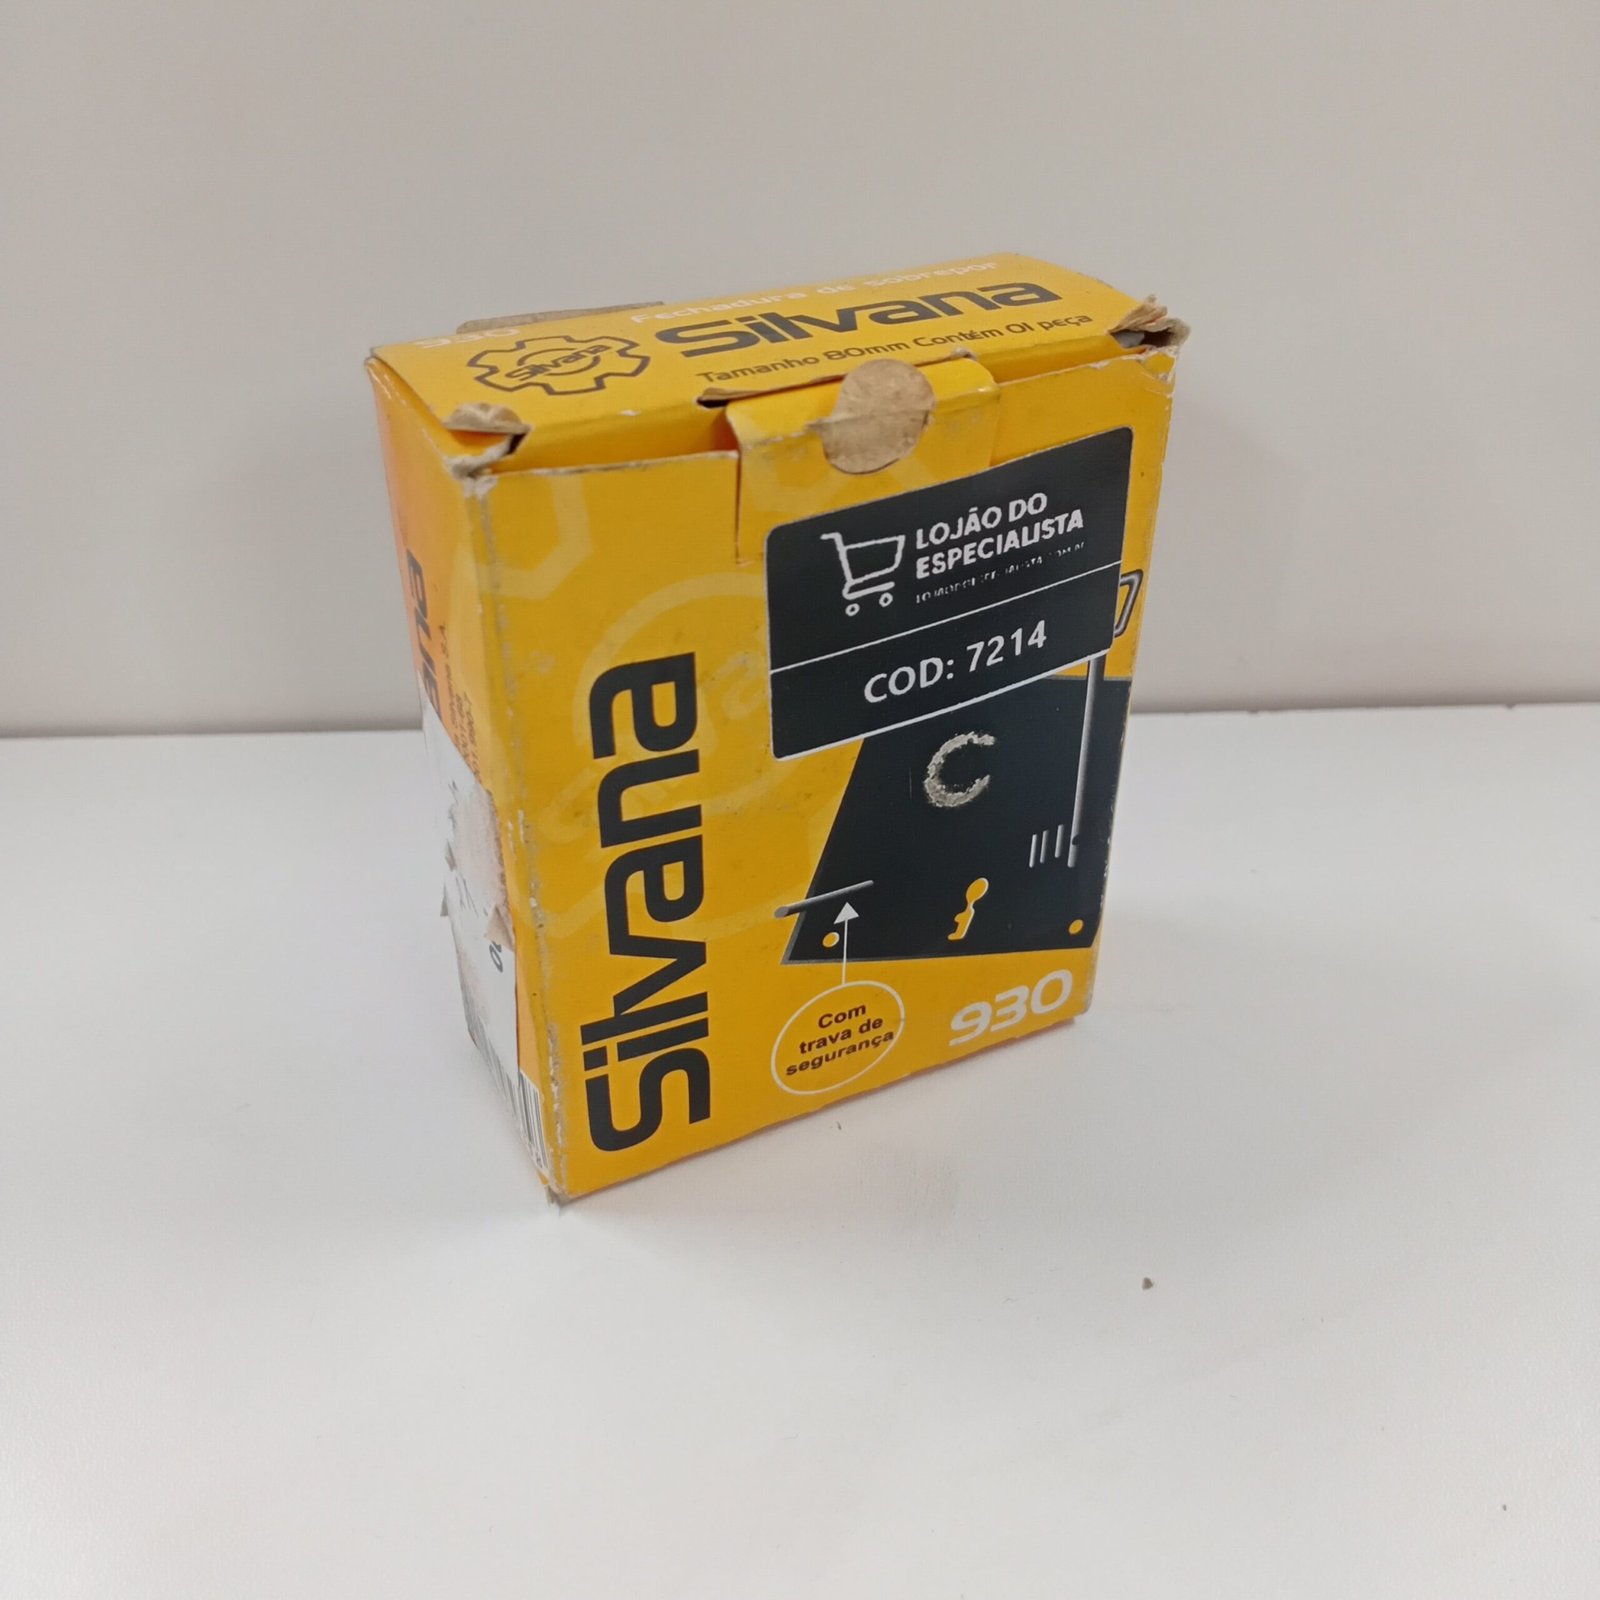 930
Fechadura de sobrepor
Silvana
Silvana
Tamanho 80mm Contém 01 peça
LOJÃO DO
ESPECIALISTA
COD: 7214
Silvana
Com
trava de
segurança
930